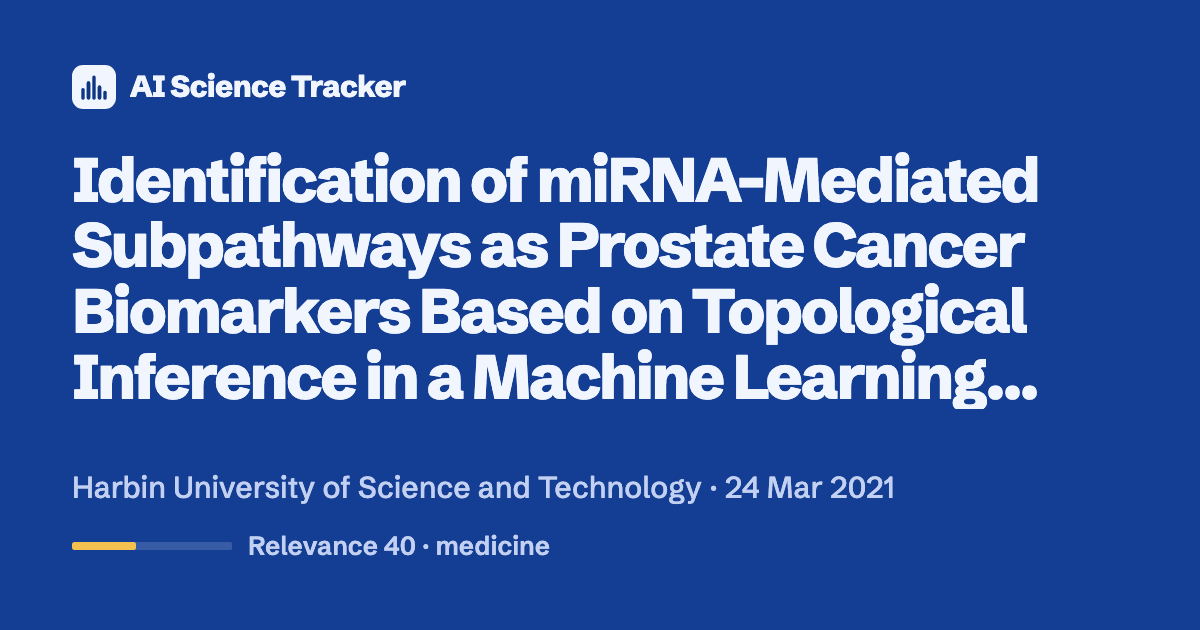 AI Science Tracker
Identification of miRNA-Mediated
Subpathways as Prostate Cancer
Biomarkers Based on Topological
Inference in a Machine Learning...
Harbin University of Science and Technology · 24 Mar 2021
Relevance 40 · medicine